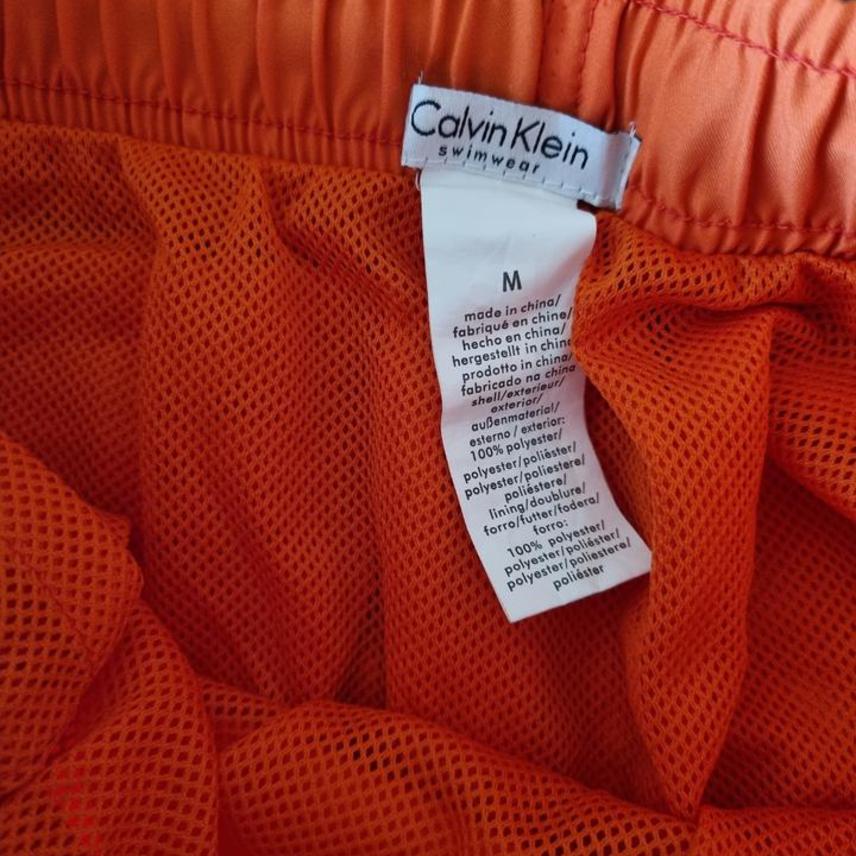 Calvin Klein
swimwear
M
made in china/
fabriqué en chine/
hecho en china/
hergestellt in china/
prodotto in china/
fabricado na china
shell/exterieur/
exterior/
außenmaterial/
esterno / exterior:
100% polyester/
polyester/poliéster/
polyester/poliestere/
poliéstere/
lining/doublure/
forro/futter/fodera/
forro:
100% polyester/
polyester/poliéster/
polyester/poliestere/
poliéster